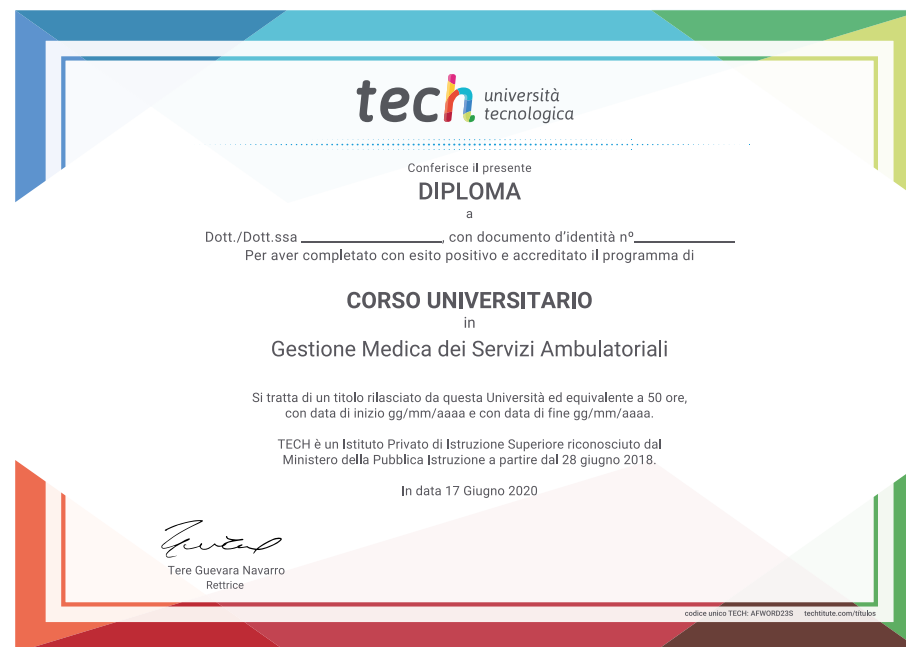 tech università
tecnologica
Conferisce il presente
DIPLOMA
a
Dott./Dott.ssa ___________________, con documento d'identità nº______________
Per aver completato con esito positivo e accreditato il programma di
CORSO UNIVERSITARIO
in
Gestione Medica dei Servizi Ambulatoriali
Si tratta di un titolo rilasciato da questa Università ed equivalente a 50 ore,
con data di inizio gg/mm/aaaa e con data di fine gg/mm/aaaa.
TECH è un Istituto Privato di Istruzione Superiore riconosciuto dal
Ministero della Pubblica Istruzione a partire dal 28 giugno 2018.
In data 17 Giugno 2020
Tere Guevara Navarro
Rettrice
codice unico TECH: AFWORD23S techtitute.com/titulos